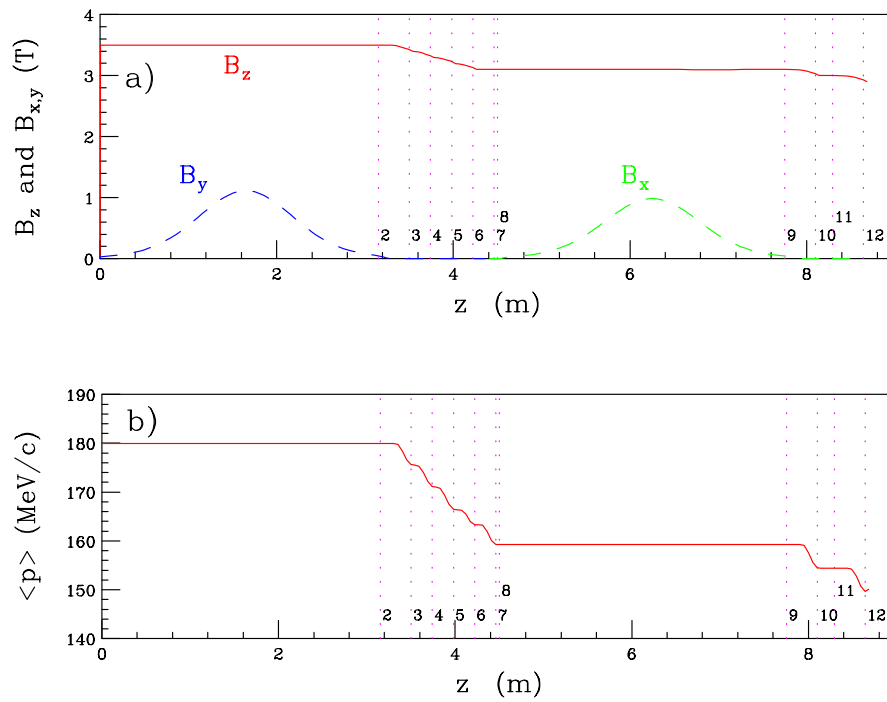 4
3
2
1
0
B_z and B_x,y (T)
a)
B_z
B_y
B_x
8
11
2 3 4 5 6 7 9 10 12
0 2 4 6 8
z (m)
190
180
170
160
150
140
<p> (MeV/c)
b)
8
11
2 3 4 5 6 7 9 10 12
0 2 4 6 8
z (m)